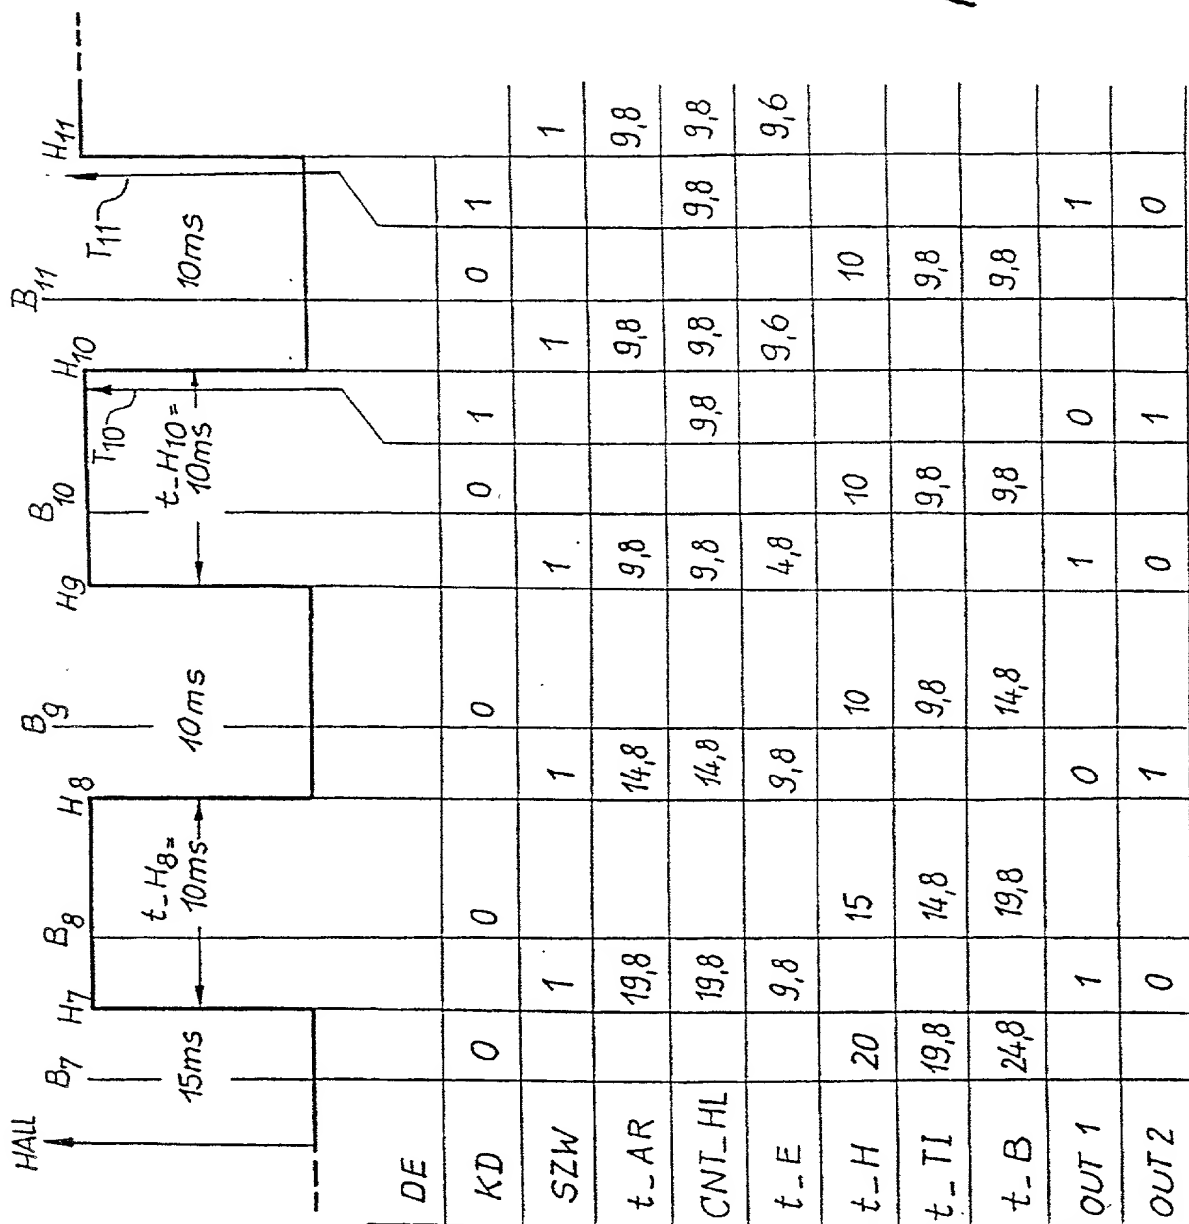 HALL
B7 H7 B8 H8 B9 H9 B10 H10 B11 H11
15ms
t_H8=
10ms
10ms
T10
t_H10=
10ms
T11
10ms
DE
KD 0 0 0 0 1 0 1
SZW 1 1 1 1 1
t_AR 19,8 14,8 9,8 9,8 9,8
CNT_HL 19,8 14,8 9,8 9,8 9,8 9,8 9,8
t_E 9,8 9,8 4,8 9,6 9,6
t_H 20 15 10 10 10
t_TI 19,8 14,8 9,8 9,8 9,8
t_B 24,8 19,8 14,8 9,8 9,8
OUT 1 1 0 1 0 1
OUT 2 0 1 0 1 0